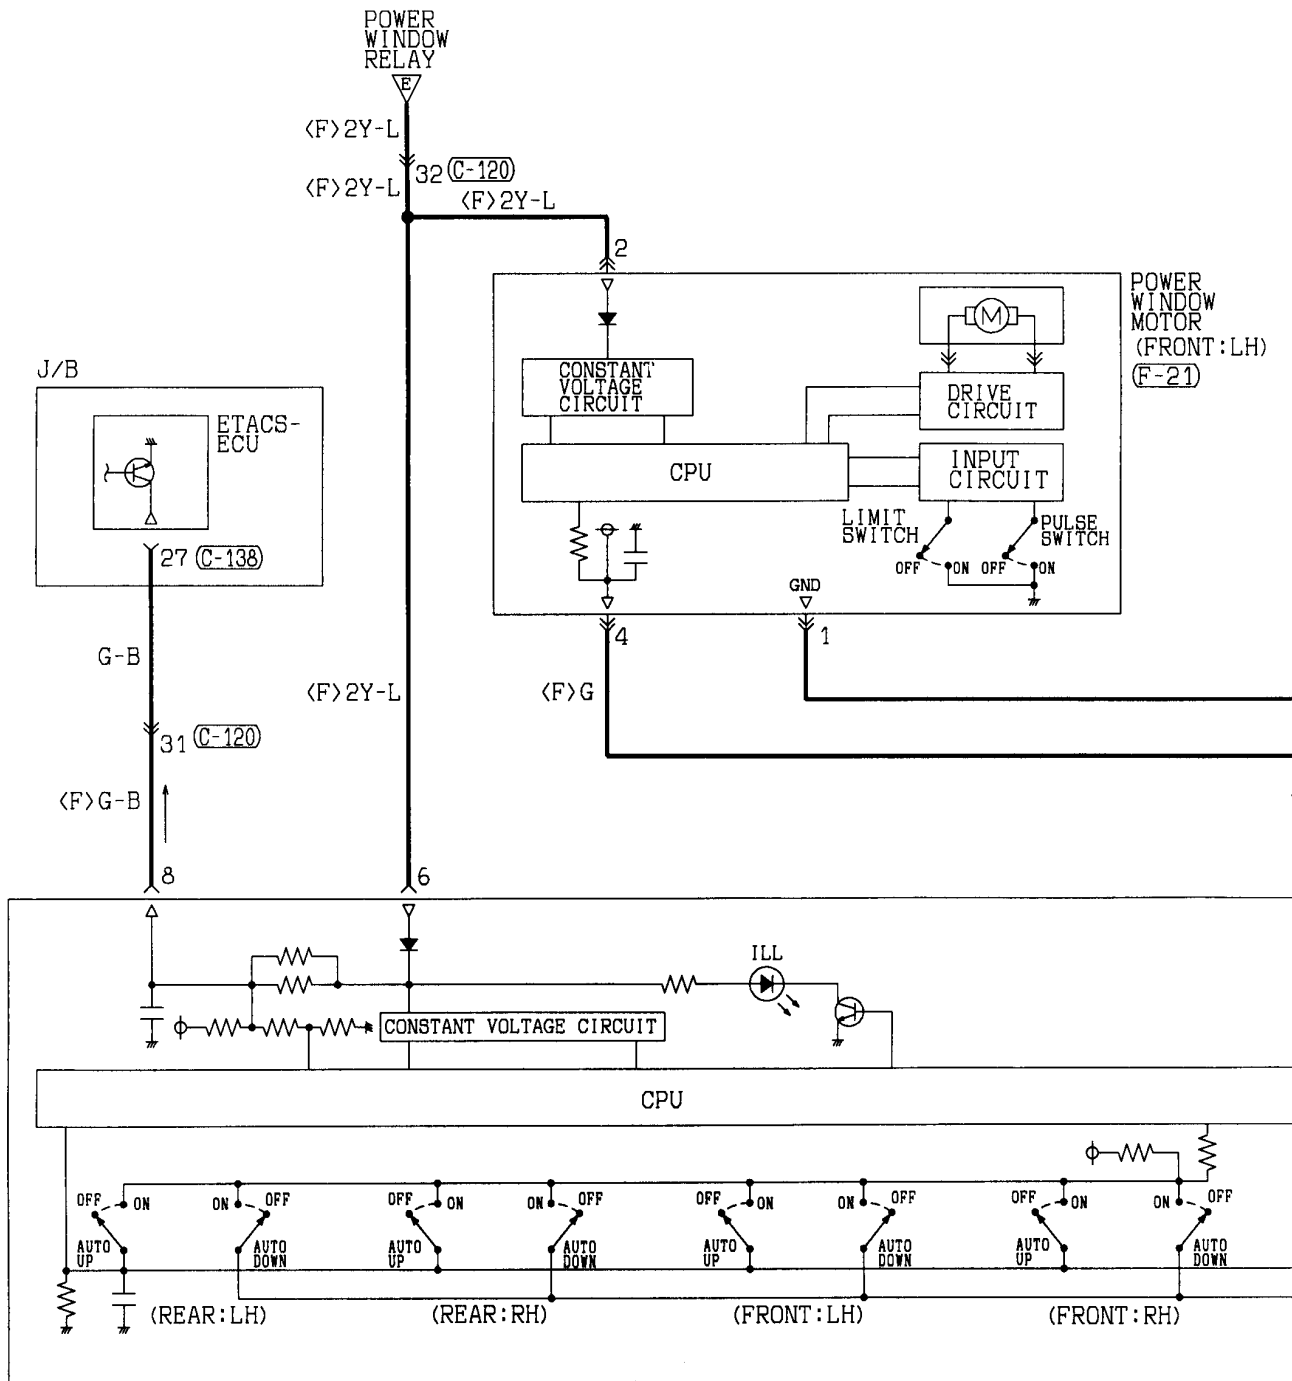 POWER
WINDOW
RELAY
E
<F>2Y-L
32 (C-120)
<F>2Y-L
<F>2Y-L
2
POWER
WINDOW
MOTOR
(FRONT:LH)
(F-21)
M
CONSTANT
VOLTAGE
CIRCUIT
DRIVE
CIRCUIT
J/B
ETACS-
ECU
CPU
INPUT
CIRCUIT
LIMIT
SWITCH
PULSE
SWITCH
OFF ON OFF ON
27 (C-138)
GND
4
1
G-B
<F>2Y-L
<F>G
31 (C-120)
<F>G-B
8
6
ILL
CONSTANT VOLTAGE CIRCUIT
CPU
OFF ON ON OFF OFF ON ON OFF OFF ON ON OFF OFF ON ON OFF
AUTO
UP
AUTO
DOWN
AUTO
UP
AUTO
DOWN
AUTO
UP
AUTO
DOWN
AUTO
UP
AUTO
DOWN
(REAR:LH)
(REAR:RH)
(FRONT:LH)
(FRONT:RH)